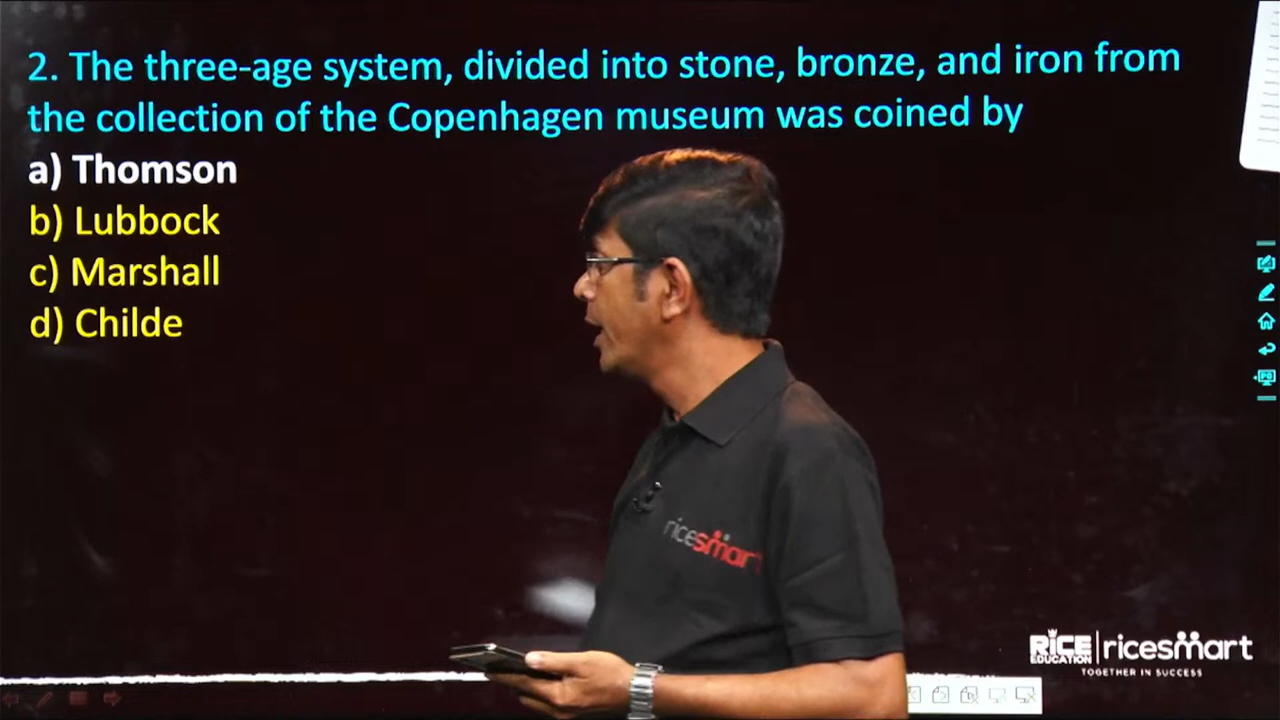 2. The three-age system, divided into stone, bronze, and iron from
the collection of the Copenhagen museum was coined by
a) Thomson
b) Lubbock
c) Marshall
d) Childe
ricesmart
RICE EDUCATION | ricesmart
TOGETHER IN SUCCESS